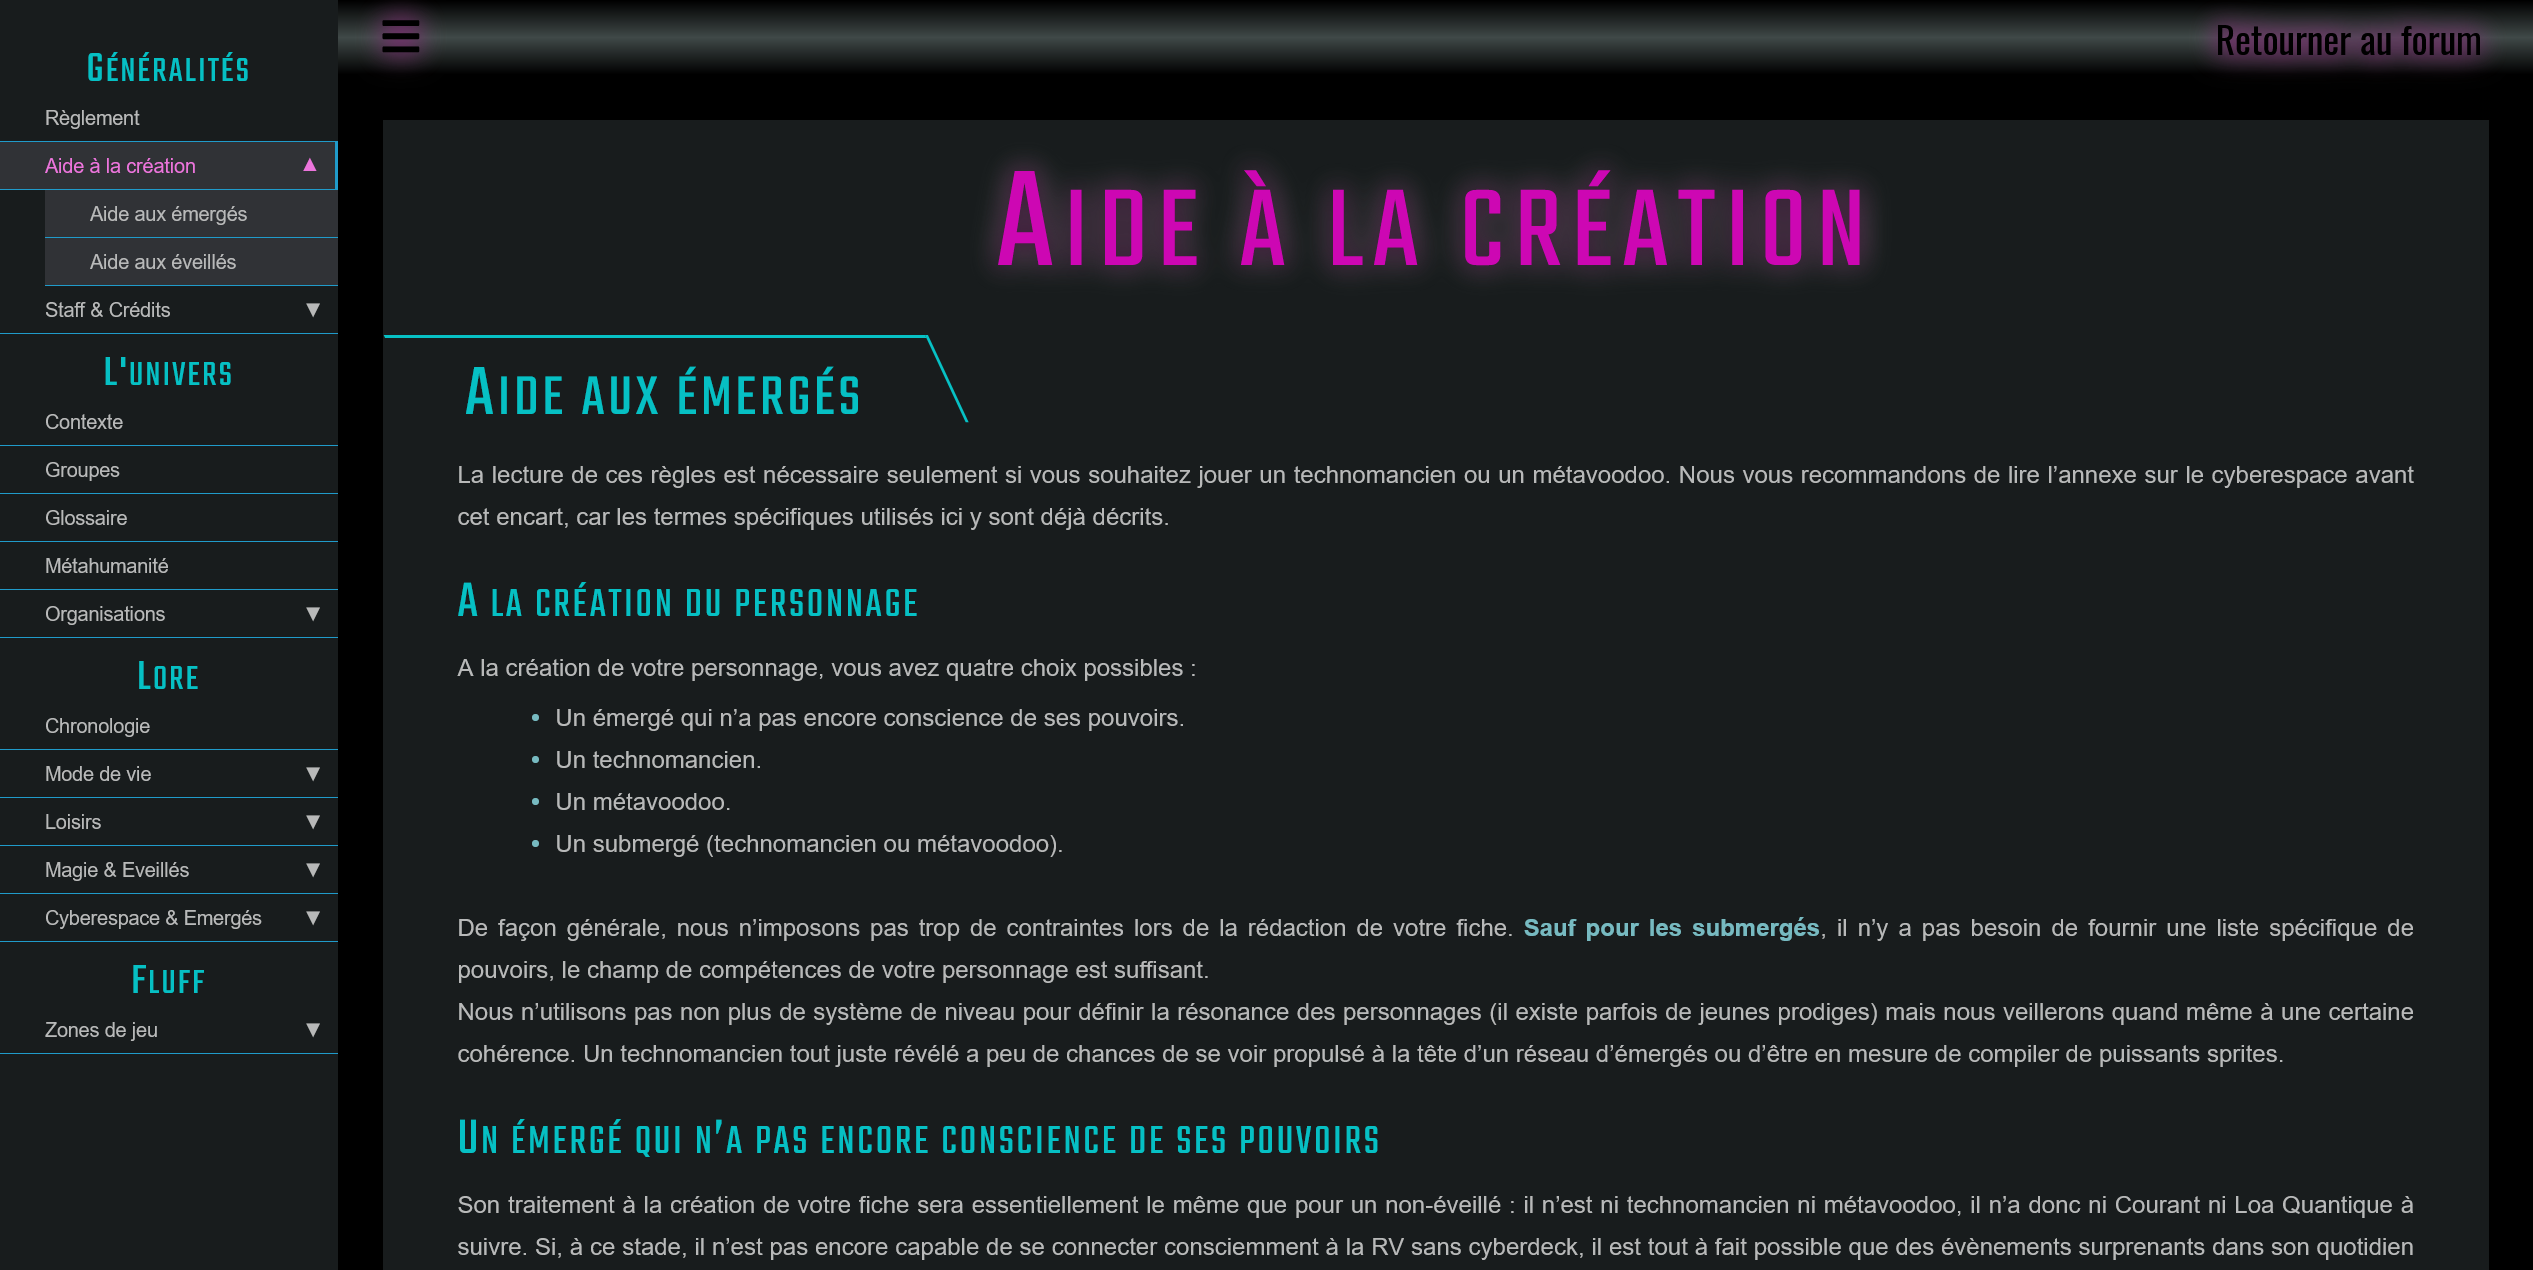 Généralités
Règlement
Aide à la création ▲
Aide aux émergés
Aide aux éveillés
Staff & Crédits ▼
L'univers
Contexte
Groupes
Glossaire
Métahumanité
Organisations ▼
Lore
Chronologie
Mode de vie ▼
Loisirs ▼
Magie & Eveillés ▼
Cyberespace & Emergés ▼
Fluff
Zones de jeu ▼
Retourner au forum
Aide à la création
Aide aux émergés
La lecture de ces règles est nécessaire seulement si vous souhaitez jouer un technomancien ou un métavoodoo. Nous vous recommandons de lire l’annexe sur le cyberespace avant
cet encart, car les termes spécifiques utilisés ici y sont déjà décrits.
A la création du personnage
A la création de votre personnage, vous avez quatre choix possibles :
• Un émergé qui n’a pas encore conscience de ses pouvoirs.
• Un technomancien.
• Un métavoodoo.
• Un submergé (technomancien ou métavoodoo).
De façon générale, nous n’imposons pas trop de contraintes lors de la rédaction de votre fiche. Sauf pour les submergés, il n’y a pas besoin de fournir une liste spécifique de
pouvoirs, le champ de compétences de votre personnage est suffisant.
Nous n’utilisons pas non plus de système de niveau pour définir la résonance des personnages (il existe parfois de jeunes prodiges) mais nous veillerons quand même à une certaine
cohérence. Un technomancien tout juste révélé a peu de chances de se voir propulsé à la tête d’un réseau d’émergés ou d’être en mesure de compiler de puissants sprites.
Un émergé qui n’a pas encore conscience de ses pouvoirs
Son traitement à la création de votre fiche sera essentiellement le même que pour un non-éveillé : il n’est ni technomancien ni métavoodoo, il n’a donc ni Courant ni Loa Quantique à
suivre. Si, à ce stade, il n’est pas encore capable de se connecter consciemment à la RV sans cyberdeck, il est tout à fait possible que des évènements surprenants dans son quotidien